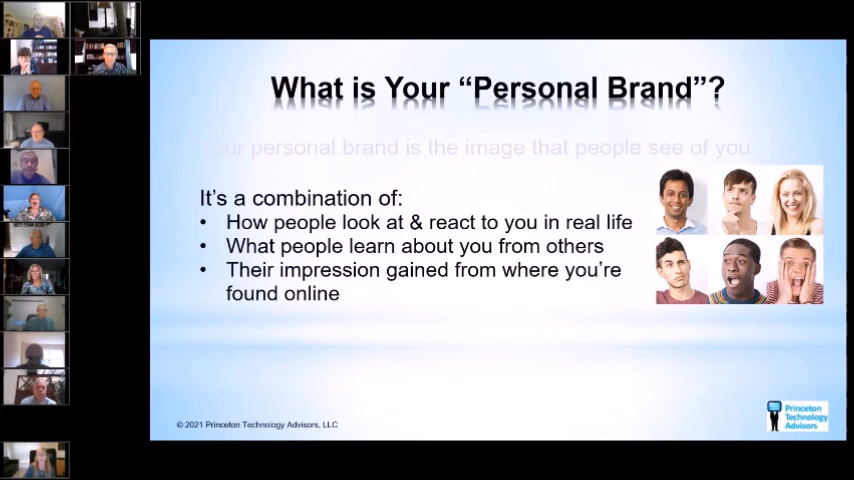 What is Your “Personal Brand”?
Your personal brand is the image that people see of you
It’s a combination of:
• How people look at & react to you in real life
• What people learn about you from others
• Their impression gained from where you’re
found online
© 2021 Princeton Technology Advisors, LLC
Princeton
Technology
Advisors